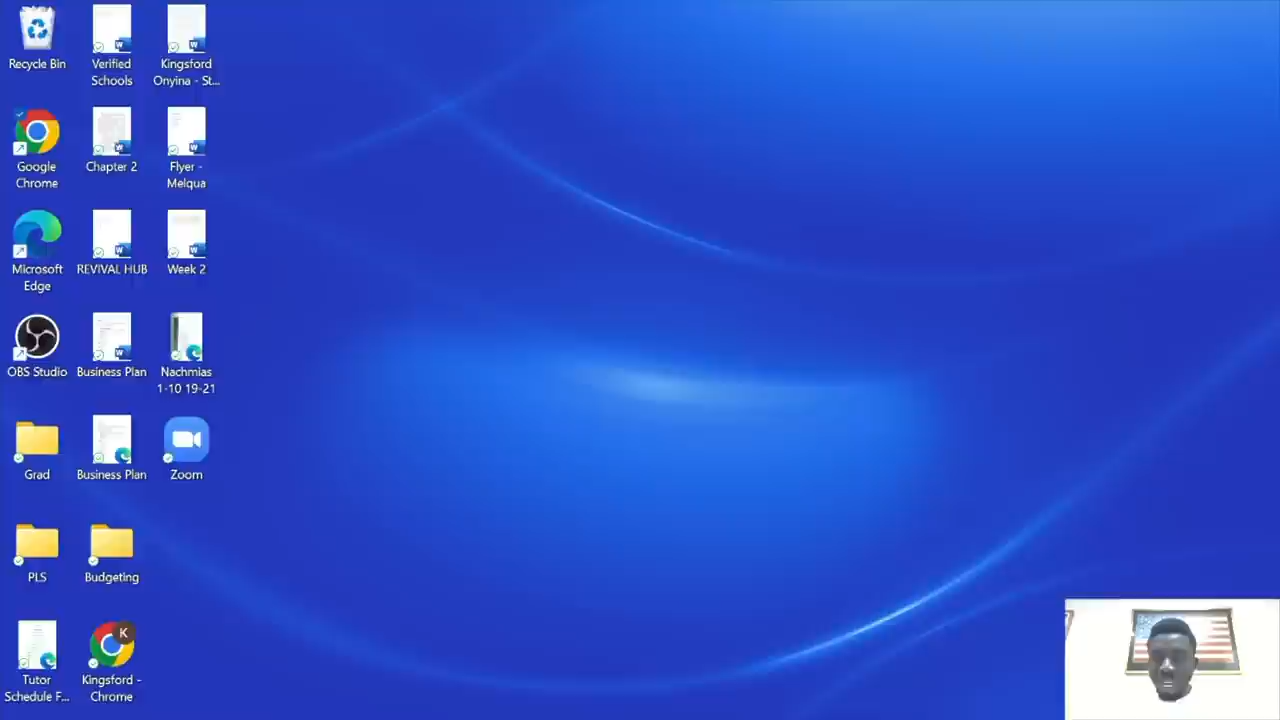 Recycle Bin
Verified
Schools
Kingsford
Onyina - St...
Google
Chrome
Chapter 2
Flyer -
Melqua
Microsoft
Edge
REVIVAL HUB
Week 2
OBS Studio
Business Plan
Nachmias
1-10 19-21
Grad
Business Plan
Zoom
PLS
Budgeting
Tutor
Schedule F...
K
Kingsford -
Chrome